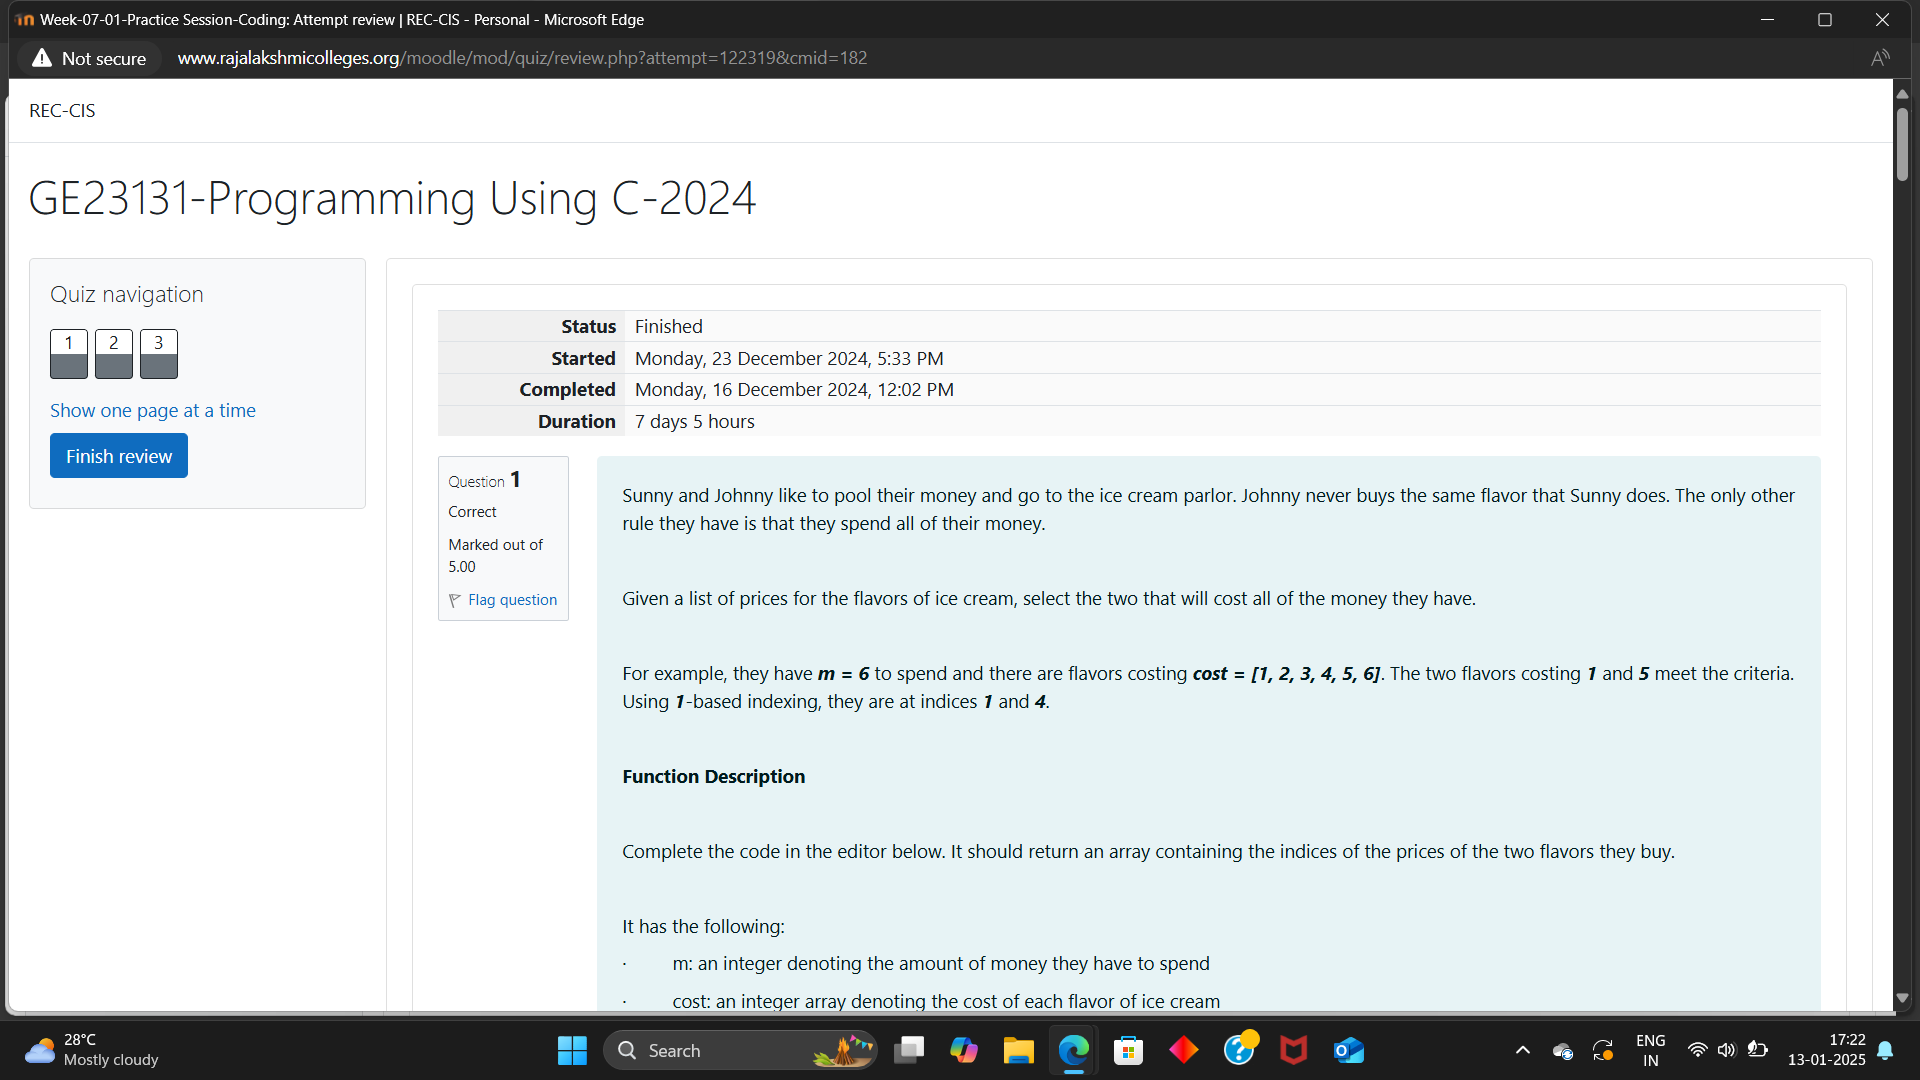 Week-07-01-Practice Session-Coding: Attempt review | REC-CIS - Personal - Microsoft Edge
Not secure
www.rajalakshmicolleges.org/moodle/mod/quiz/review.php?attempt=122319&cmid=182
REC-CIS
GE23131-Programming Using C-2024
Quiz navigation
1 2 3
Show one page at a time
Finish review
Status Finished
Started Monday, 23 December 2024, 5:33 PM
Completed Monday, 16 December 2024, 12:02 PM
Duration 7 days 5 hours
Question 1
Correct
Marked out of
5.00
Flag question
Sunny and Johnny like to pool their money and go to the ice cream parlor. Johnny never buys the same flavor that Sunny does. The only other
rule they have is that they spend all of their money.
Given a list of prices for the flavors of ice cream, select the two that will cost all of the money they have.
For example, they have m = 6 to spend and there are flavors costing cost = [1, 2, 3, 4, 5, 6]. The two flavors costing 1 and 5 meet the criteria.
Using 1-based indexing, they are at indices 1 and 4.
Function Description
Complete the code in the editor below. It should return an array containing the indices of the prices of the two flavors they buy.
It has the following:
· m: an integer denoting the amount of money they have to spend
· cost: an integer array denoting the cost of each flavor of ice cream
28°C
Mostly cloudy
Search
ENG
IN
17:22
13-01-2025